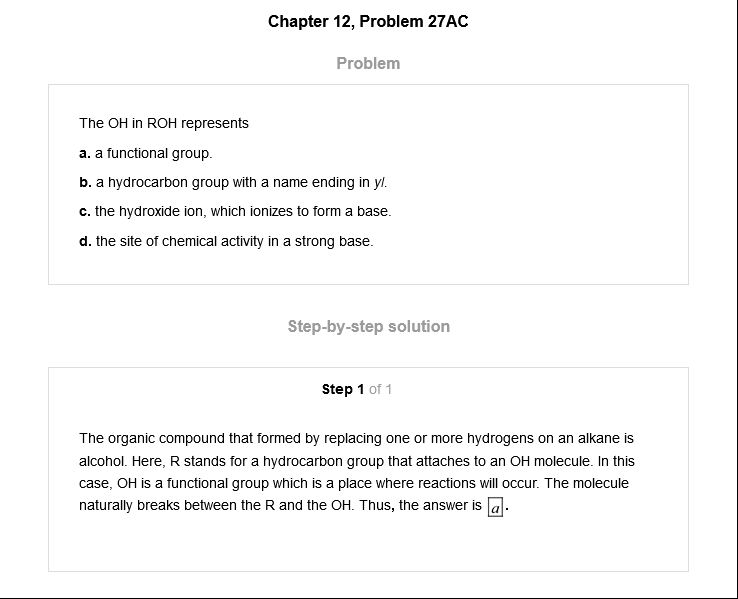 Chapter 12, Problem 27AC
Problem
The OH in ROH represents
a. a functional group.
b. a hydrocarbon group with a name ending in yl.
c. the hydroxide ion, which ionizes to form a base.
d. the site of chemical activity in a strong base.
Step-by-step solution
Step 1 of 1
The organic compound that formed by replacing one or more hydrogens on an alkane is
alcohol. Here, R stands for a hydrocarbon group that attaches to an OH molecule. In this
case, OH is a functional group which is a place where reactions will occur. The molecule
naturally breaks between the R and the OH. Thus, the answer is a.